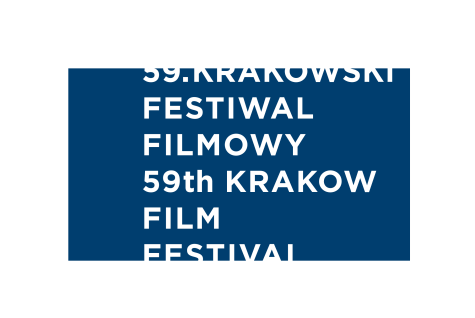 59.KRAKOWSKI
FESTIWAL
FILMOWY
59th KRAKOW
FILM
FESTIVAL